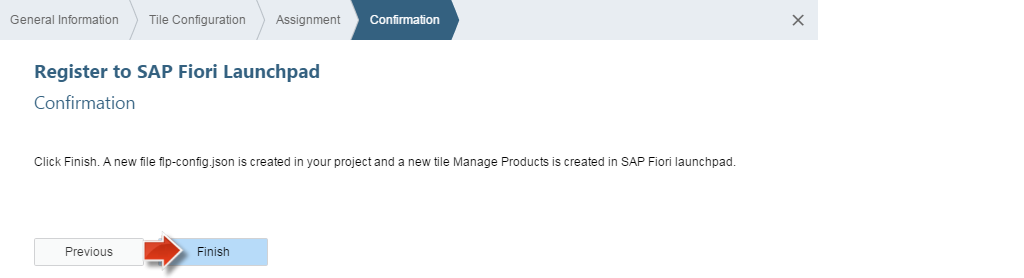 General Information Tile Configuration Assignment Confirmation
Register to SAP Fiori Launchpad
Confirmation
Click Finish. A new file flp-config.json is created in your project and a new tile Manage Products is created in SAP Fiori launchpad.
Previous Finish